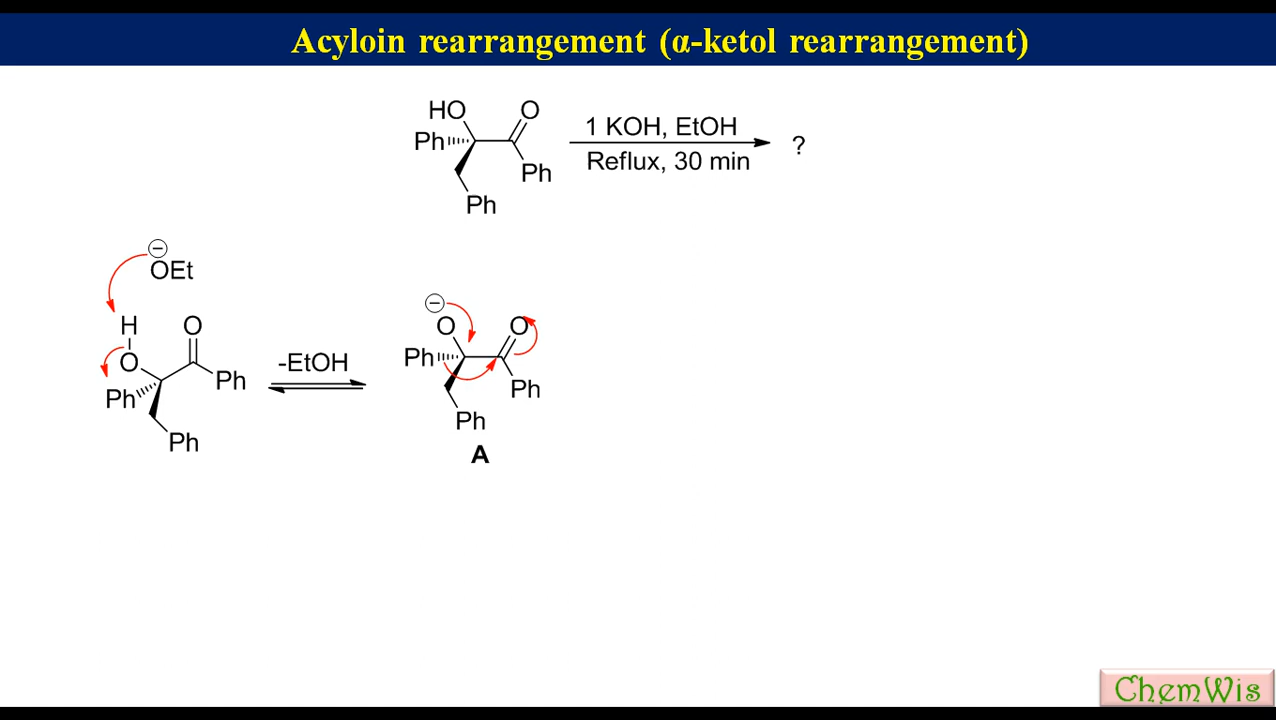 Acyloin rearrangement (α-ketol rearrangement)
HO O
Ph
Ph
Ph
1 KOH, EtOH
Reflux, 30 min
?
−
OEt
H O
O
Ph
Ph
Ph
-EtOH
−
O O
Ph
Ph
Ph
A
ChemWis